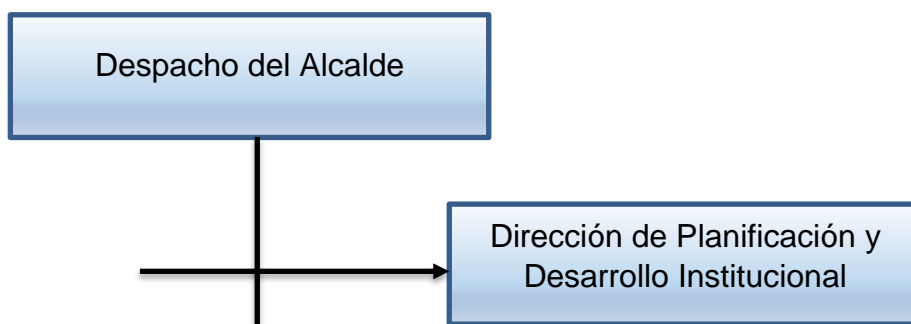 Despacho del Alcalde
Dirección de Planificación y
Desarrollo Institucional